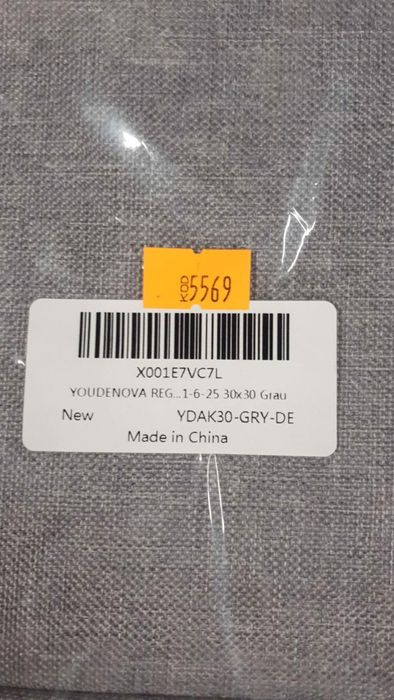 KOD 5569
X001E7VC7L
YOUDENOVA REG...1-6-25 30x30 Grau
New YDAK30-GRY-DE
Made in China